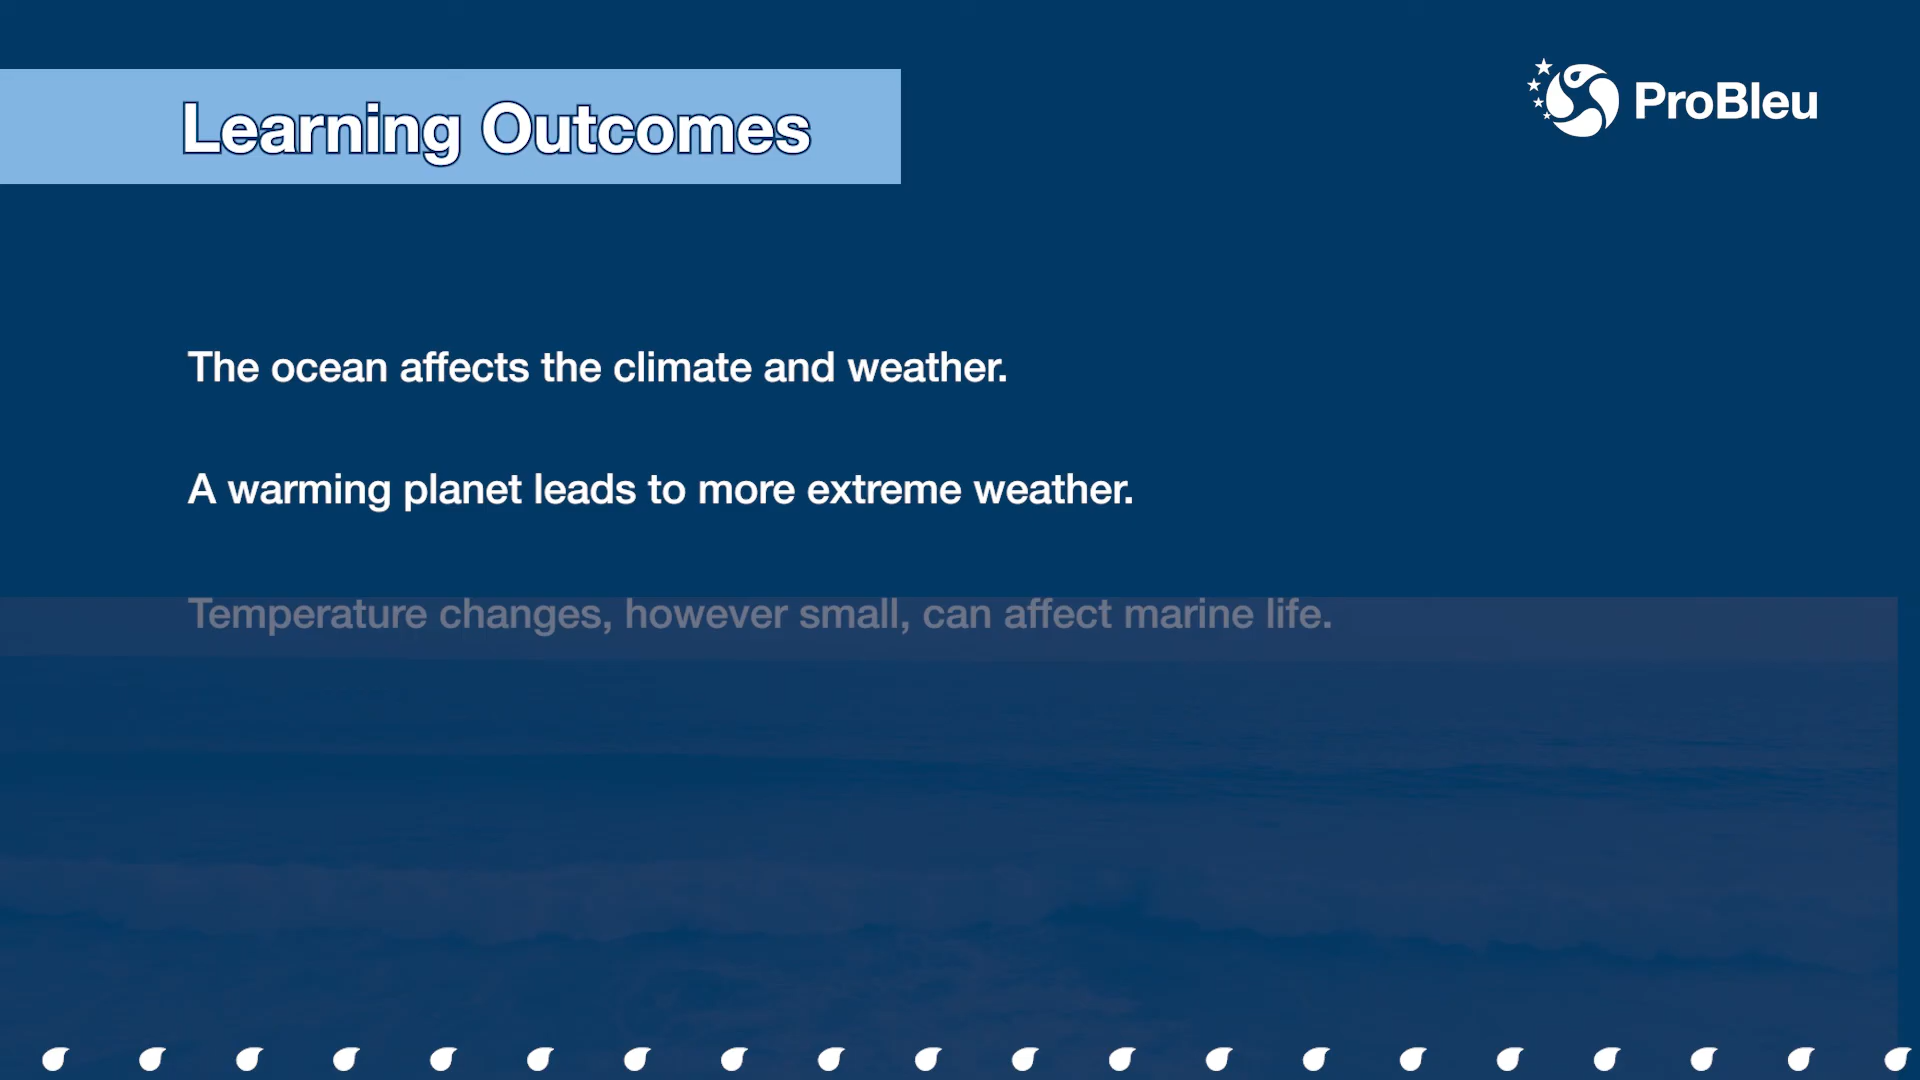 Learning Outcomes
ProBleu
The ocean affects the climate and weather.
A warming planet leads to more extreme weather.
Temperature changes, however small, can affect marine life.